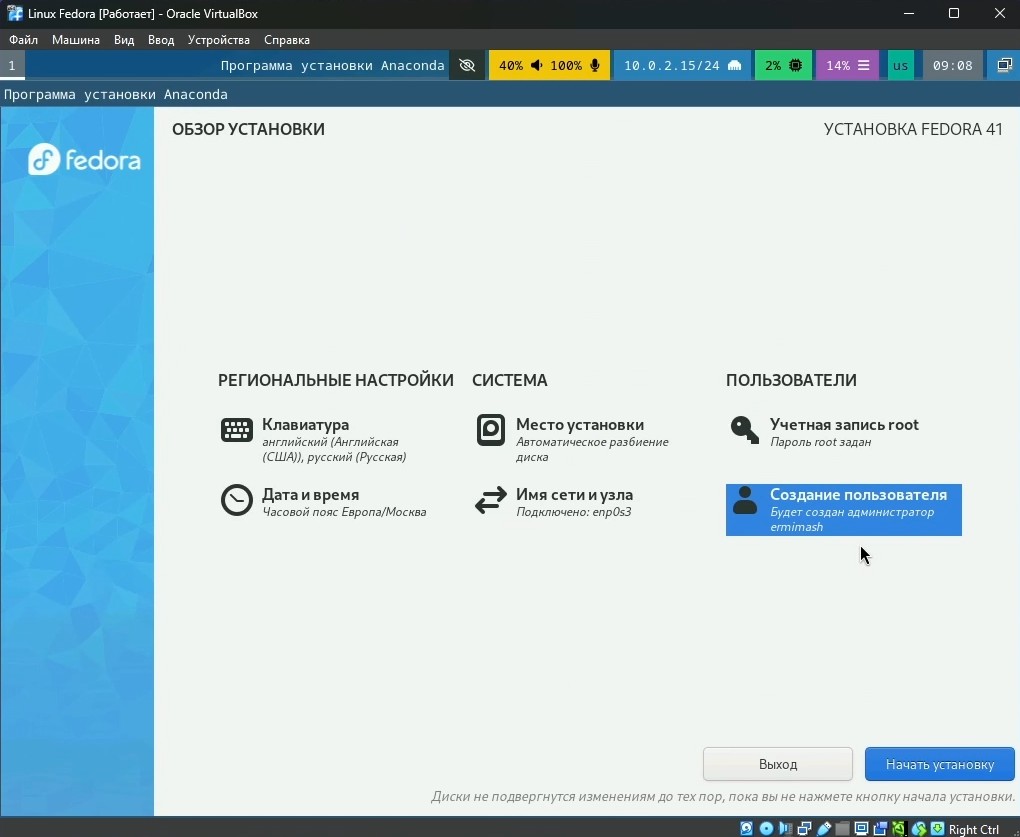 Linux Fedora [Работает] - Oracle VirtualBox
Файл Машина Вид Ввод Устройства Справка
1 Программа установки Anaconda 40% 100% 10.0.2.15/24 2% 14% us 09:08
Программа установки Anaconda
fedora
ОБЗОР УСТАНОВКИ
УСТАНОВКА FEDORA 41
РЕГИОНАЛЬНЫЕ НАСТРОЙКИ
Клавиатура
английский (Английская
(США)), русский (Русская)
Дата и время
Часовой пояс Европа/Москва
СИСТЕМА
Место установки
Автоматическое разбиение
диска
Имя сети и узла
Подключено: enp0s3
ПОЛЬЗОВАТЕЛИ
Учетная запись root
Пароль root задан
Создание пользователя
Будет создан администратор
ermimash
Выход
Начать установку
Диски не подвергнутся изменениям до тех пор, пока вы не нажмете кнопку начала установки.
Right Ctrl